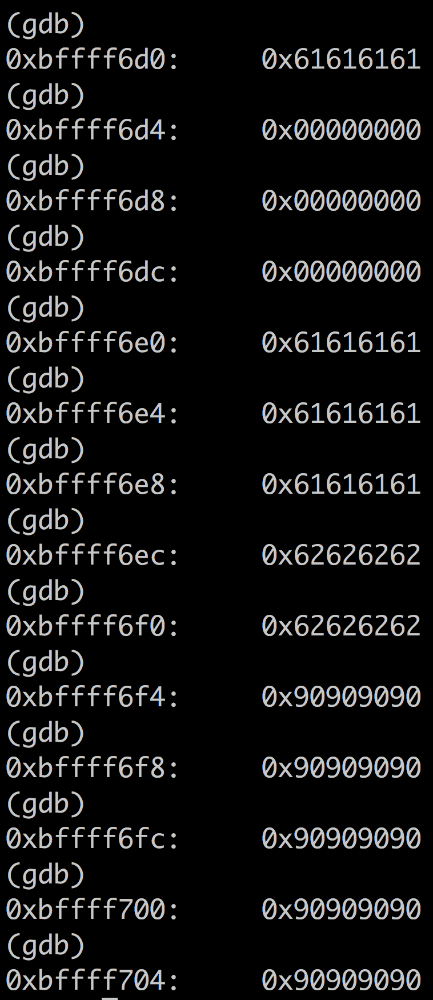 (gdb)
0xbffff6d0:     0x61616161
(gdb)
0xbffff6d4:     0x00000000
(gdb)
0xbffff6d8:     0x00000000
(gdb)
0xbffff6dc:     0x00000000
(gdb)
0xbffff6e0:     0x61616161
(gdb)
0xbffff6e4:     0x61616161
(gdb)
0xbffff6e8:     0x61616161
(gdb)
0xbffff6ec:     0x62626262
(gdb)
0xbffff6f0:     0x62626262
(gdb)
0xbffff6f4:     0x90909090
(gdb)
0xbffff6f8:     0x90909090
(gdb)
0xbffff6fc:     0x90909090
(gdb)
0xbffff700:     0x90909090
(gdb)
0xbffff704:     0x90909090